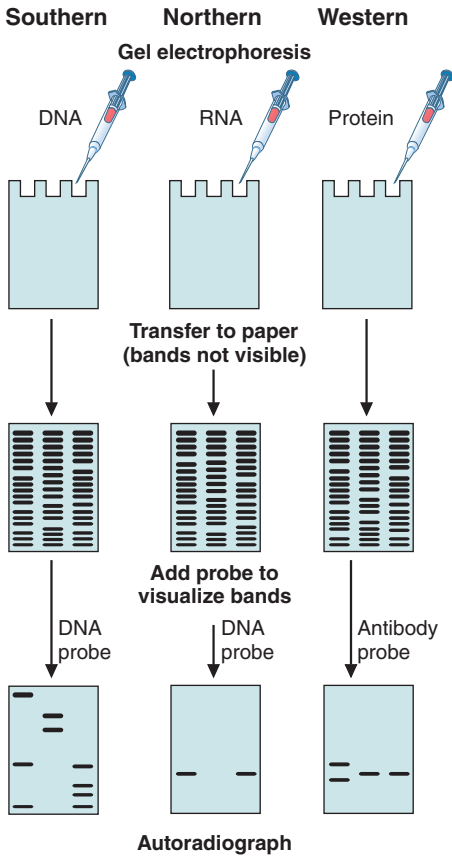 Southern Northern Western
Gel electrophoresis
DNA RNA Protein
Transfer to paper
(bands not visible)
Add probe to
visualize bands
DNA
probe
DNA
probe
Antibody
probe
Autoradiograph